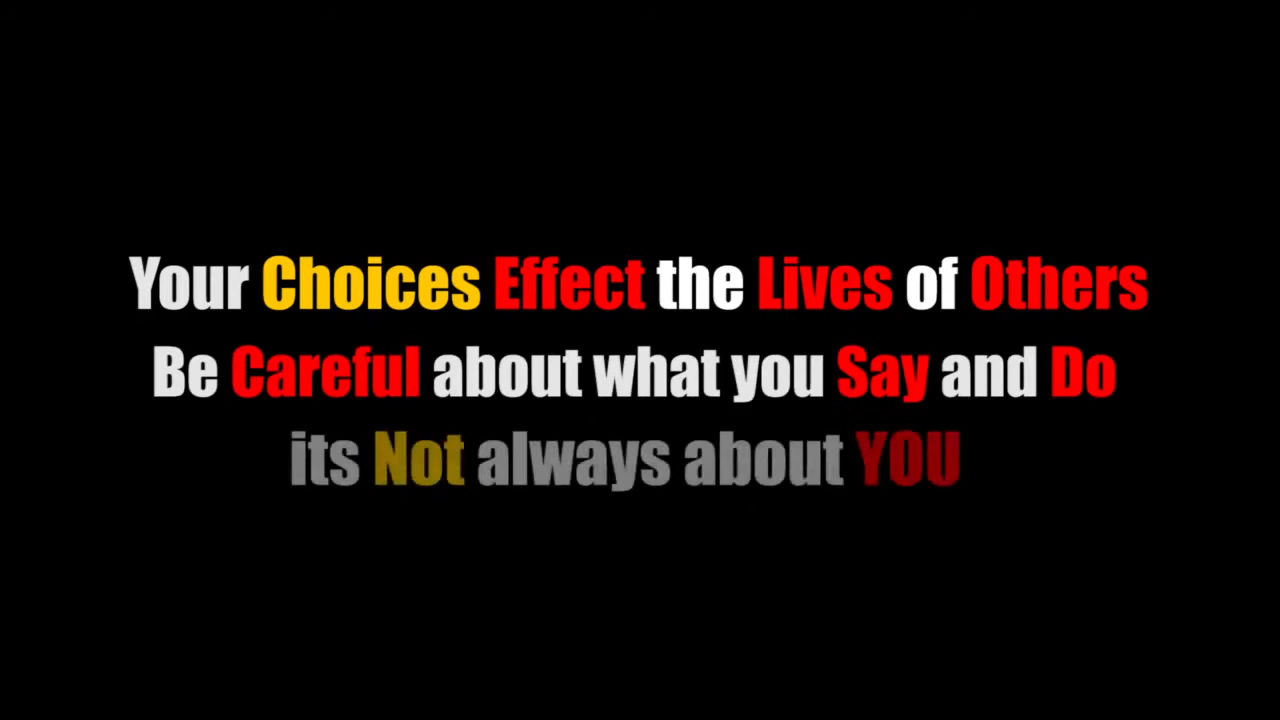 Your Choices Effect the Lives of Others
Be Careful about what you Say and Do
its Not always about YOU